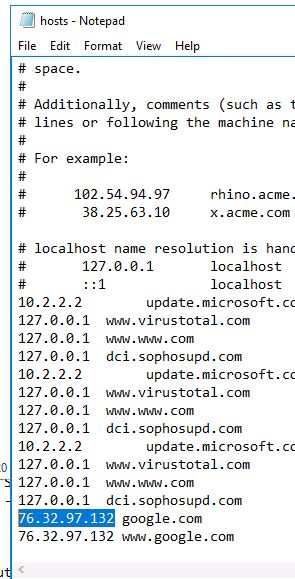 hosts - Notepad
File Edit Format View Help
# space.
#
# Additionally, comments (such as
# lines or following the machine
#
# For example:
#
# 102.54.94.97 rhino.acme.
# 38.25.63.10 x.acme.com
# localhost name resolution is
# 127.0.0.1 localhost
# ::1 localhost
10.2.2.2 update.microsoft.
127.0.0.1 www.virustotal.com
127.0.0.1 www.www.com
127.0.0.1 dci.sophosupd.com
10.2.2.2 update.microsoft.
127.0.0.1 www.virustotal.com
127.0.0.1 www.www.com
127.0.0.1 dci.sophosupd.com
10.2.2.2 update.microsoft.
127.0.0.1 www.virustotal.com
127.0.0.1 www.www.com
127.0.0.1 dci.sophosupd.com
76.32.97.132 google.com
76.32.97.132 www.google.com